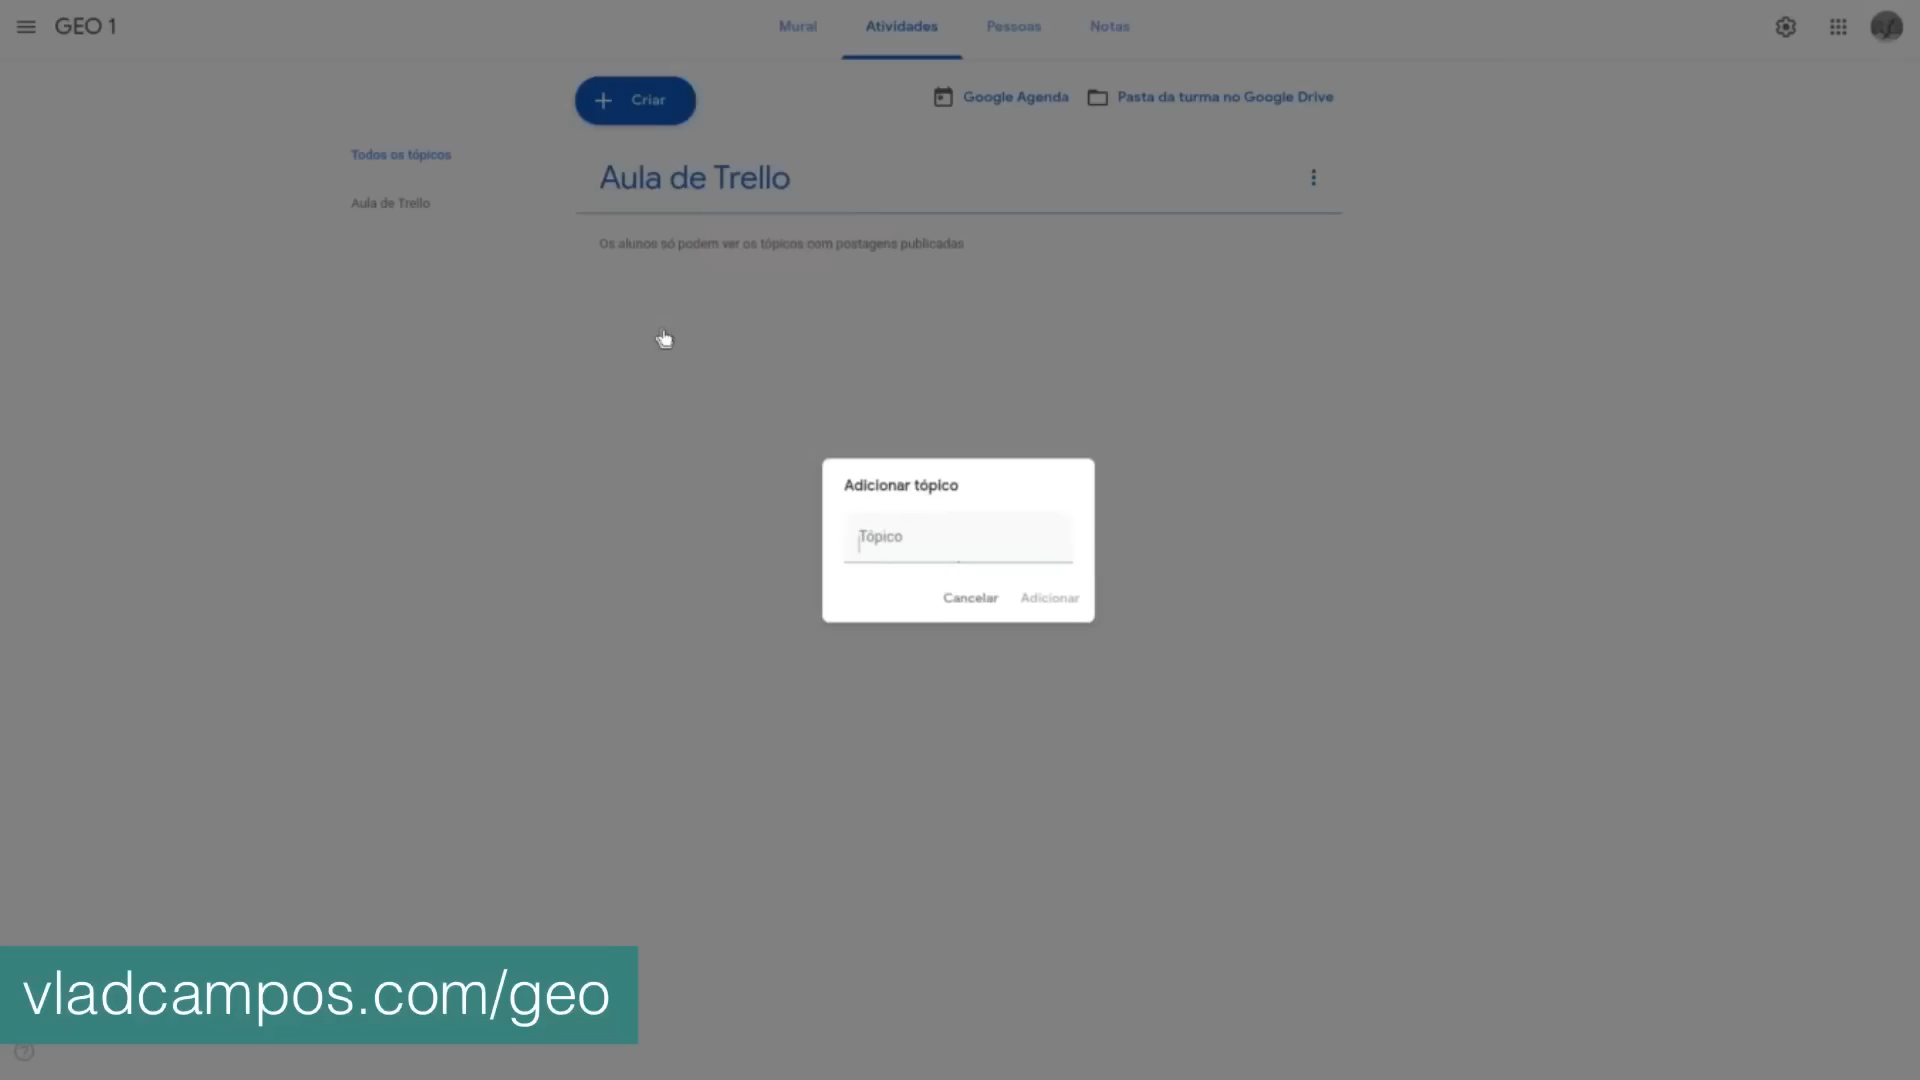 GEO 1
Mural
Atividades
Pessoas
Notas
Criar
Google Agenda
Pasta da turma no Google Drive
Todos os tópicos
Aula de Trello
Aula de Trello
Os alunos só podem ver os tópicos com postagens publicadas
Adicionar tópico
Tópico
Cancelar
Adicionar
vladcampos.com/geo